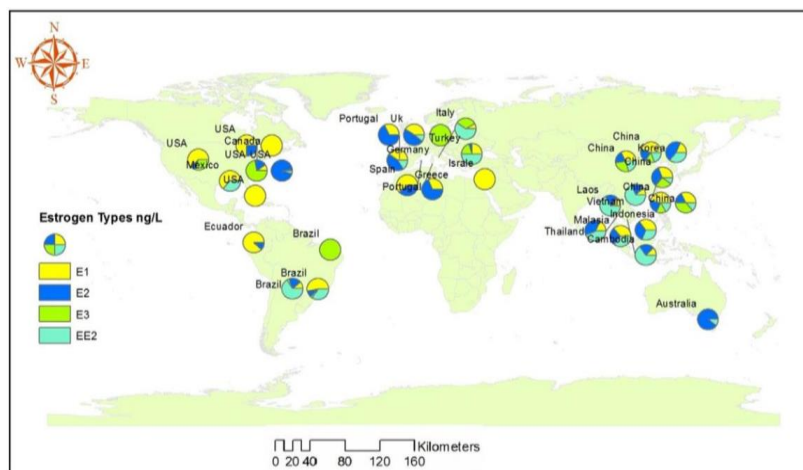 N
W E
S
Portugal Uk Italy
USA
USA Canada
Turkey
Germany
USA USA
Mexico
Israle
Spain
Greece
USA
Portugal
China
China Korea
China
China
Laos
China
Vietnam
China
Indonesia
Malasia
Thailand
Cambodia
Ecuador
Brazil
Brazil
Brazil
Australia
Estrogen Types ng/L
E1
E2
E3
EE2
Kilometers
0 20 40 80 120 160